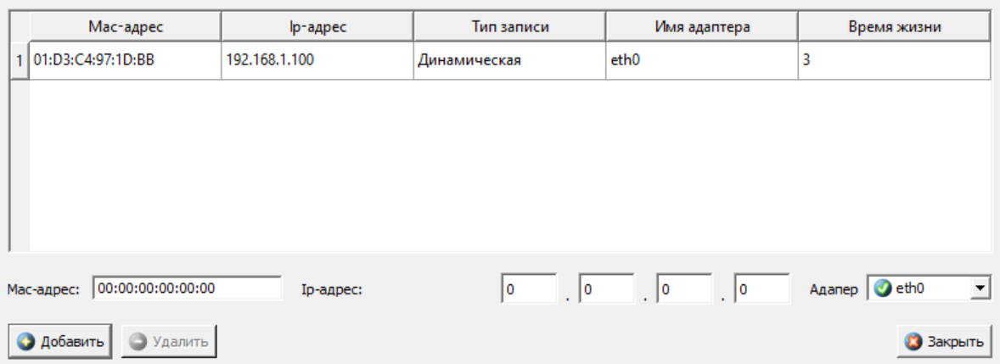 Mac-адрес Ip-адрес Тип записи Имя адаптера Время жизни
1 01:D3:C4:97:1D:BB 192.168.1.100 Динамическая eth0 3
Mac-адрес: 00:00:00:00:00:00 Ip-адрес: 0 . 0 . 0 . 0 Адапер eth0
Добавить Удалить Закрыть